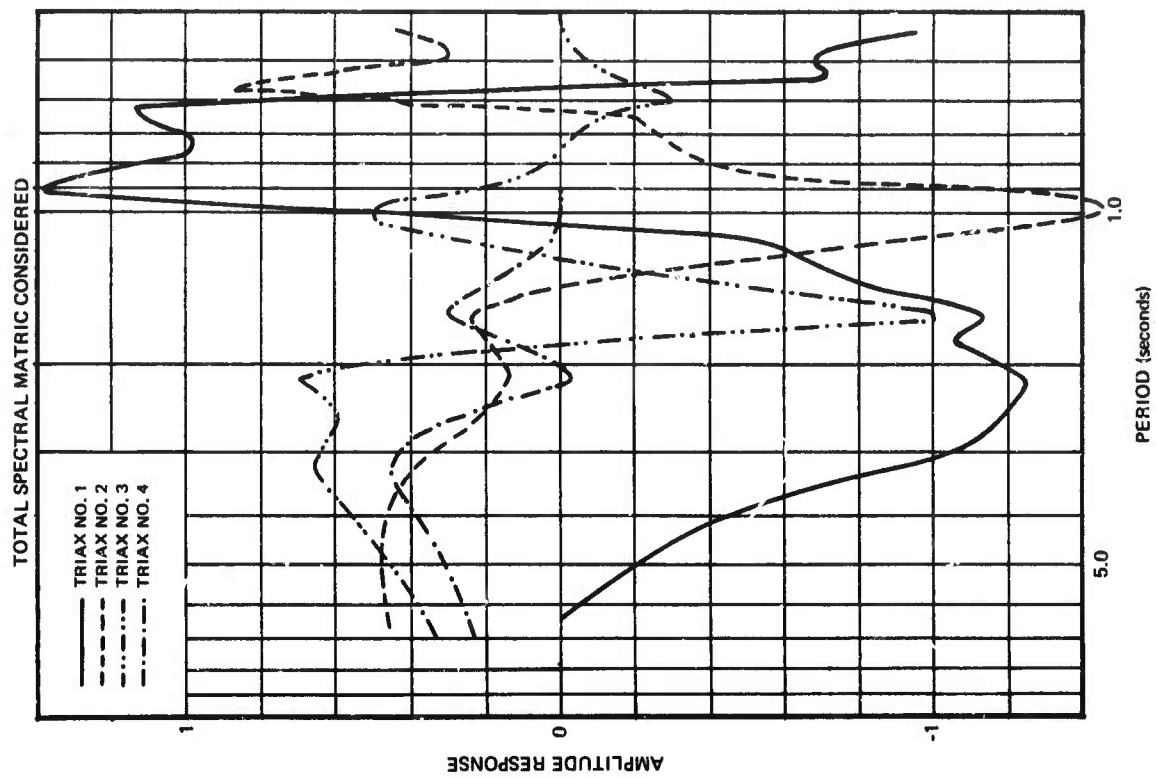 TOTAL SPECTRAL MATRIC CONSIDERED
TRIAX NO. 1
TRIAX NO. 2
TRIAX NO. 3
TRIAX NO. 4
AMPLITUDE RESPONSE
1
0
-1
5.0
1.0
PERIOD (seconds)